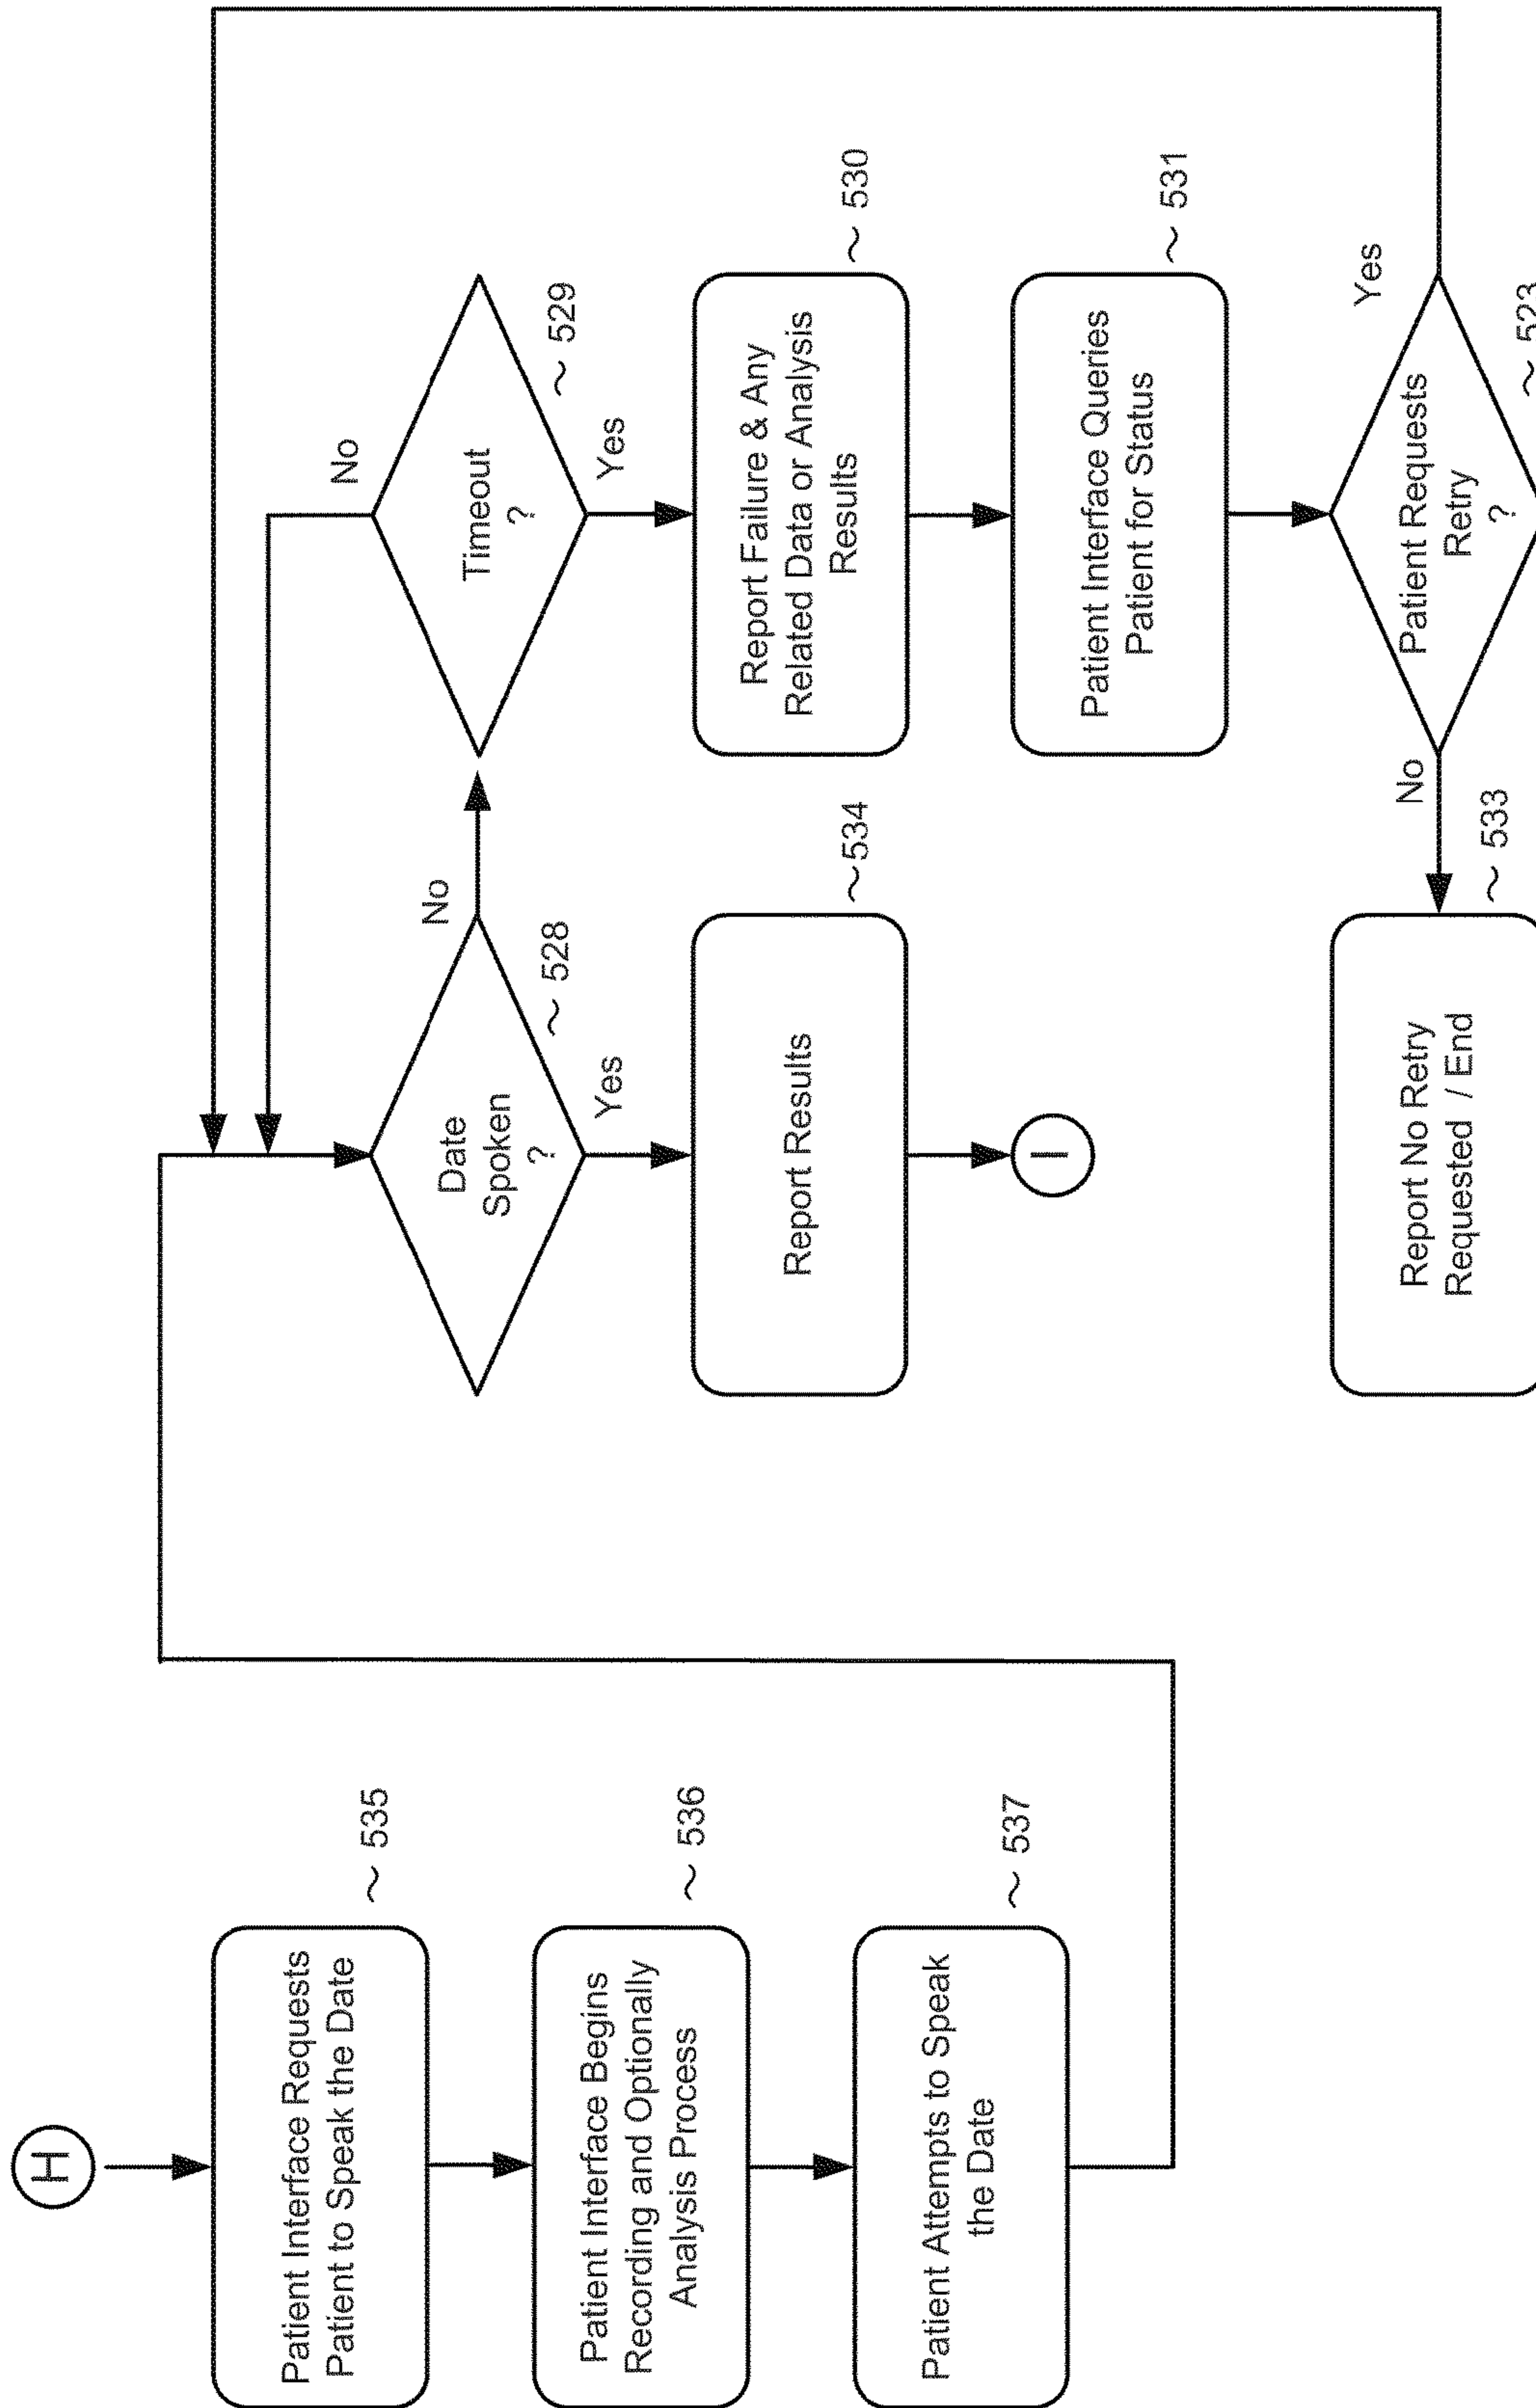 H
Patient Interface Requests
Patient to Speak the Date
~ 535
Patient Interface Begins
Recording and Optionally
Analysis Process
~ 536
Patient Attempts to Speak
the Date
~ 537
Date
Spoken
?
~ 528
No
Yes
Report Results
~534
I
Timeout
?
~ 529
No
Yes
Report Failure & Any
Related Data or Analysis
Results
~ 530
Patient Interface Queries
Patient for Status
~ 531
Patient Requests
Retry
?
~ 523
Yes
No
Report No Retry
Requested / End
~ 533